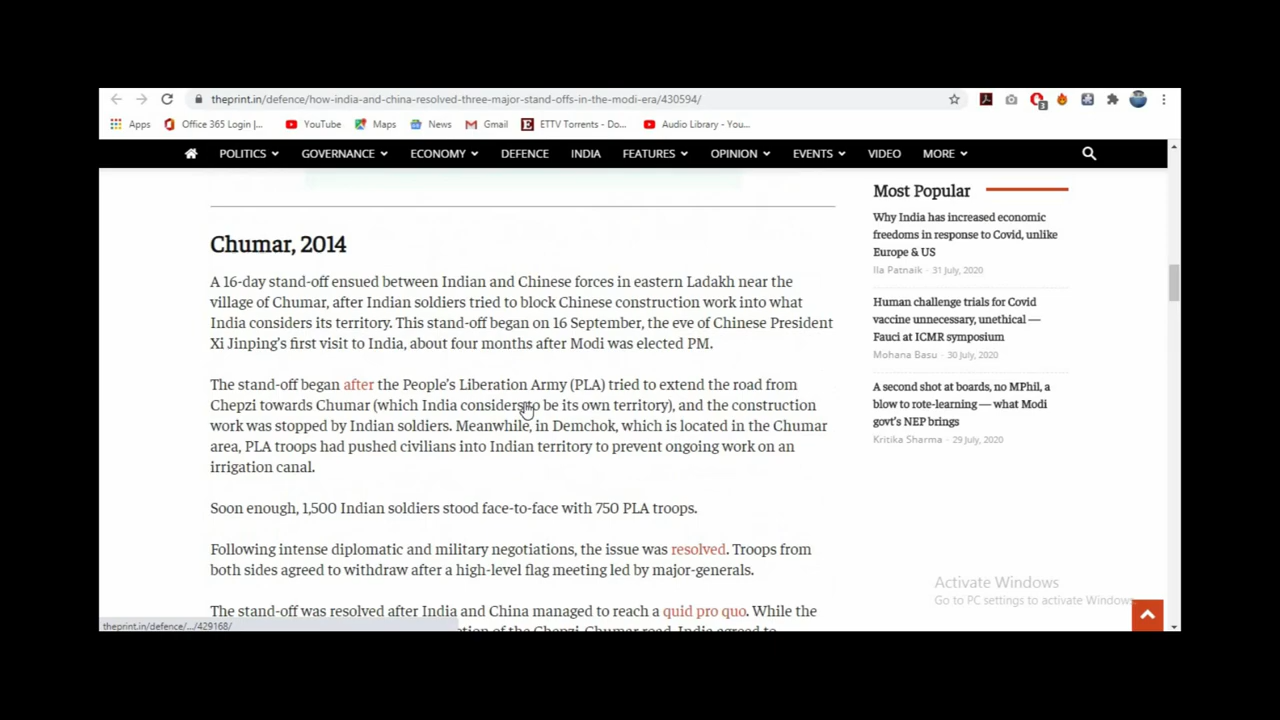 theprint.in/defence/how-india-and-china-resolved-three-major-stand-offs-in-the-modi-era/430594/
3
Apps Office 365 Login |... YouTube Maps News Gmail E ETTV Torrents - Do... Audio Library - You...
POLITICS GOVERNANCE ECONOMY DEFENCE INDIA FEATURES OPINION EVENTS VIDEO MORE
Chumar, 2014
A 16-day stand-off ensued between Indian and Chinese forces in eastern Ladakh near the
village of Chumar, after Indian soldiers tried to block Chinese construction work into what
India considers its territory. This stand-off began on 16 September, the eve of Chinese President
Xi Jinping's first visit to India, about four months after Modi was elected PM.
The stand-off began after the People's Liberation Army (PLA) tried to extend the road from
Chepzi towards Chumar (which India considers to be its own territory), and the construction
work was stopped by Indian soldiers. Meanwhile, in Demchok, which is located in the Chumar
area, PLA troops had pushed civilians into Indian territory to prevent ongoing work on an
irrigation canal.
Soon enough, 1,500 Indian soldiers stood face-to-face with 750 PLA troops.
Following intense diplomatic and military negotiations, the issue was resolved. Troops from
both sides agreed to withdraw after a high-level flag meeting led by major-generals.
The stand-off was resolved after India and China managed to reach a quid pro quo. While the
of the Chepzi-Chumar road, India agreed to
theprint.in/defence/.../429168/
Most Popular
Why India has increased economic
freedoms in response to Covid, unlike
Europe & US
Ila Patnaik - 31 July, 2020
Human challenge trials for Covid
vaccine unnecessary, unethical —
Fauci at ICMR symposium
Mohana Basu - 30 July, 2020
A second shot at boards, no MPhil, a
blow to rote-learning — what Modi
govt's NEP brings
Kritika Sharma - 29 July, 2020
Activate Windows
Go to PC settings to activate Windows.